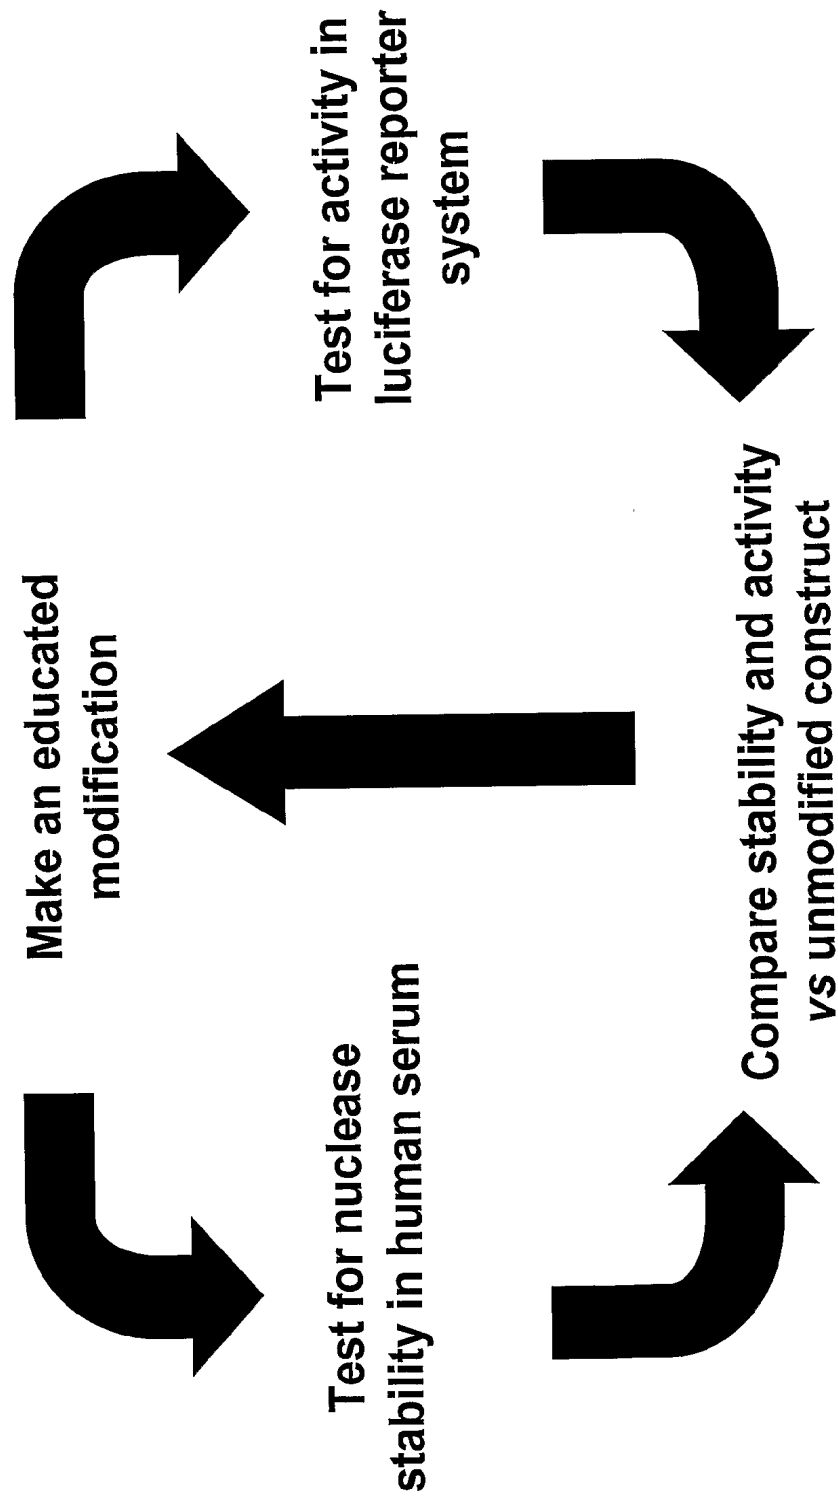 Make an educated
modification
Test for nuclease
stability in human serum
Test for activity in
luciferase reporter
system
Compare stability and activity
vs unmodified construct